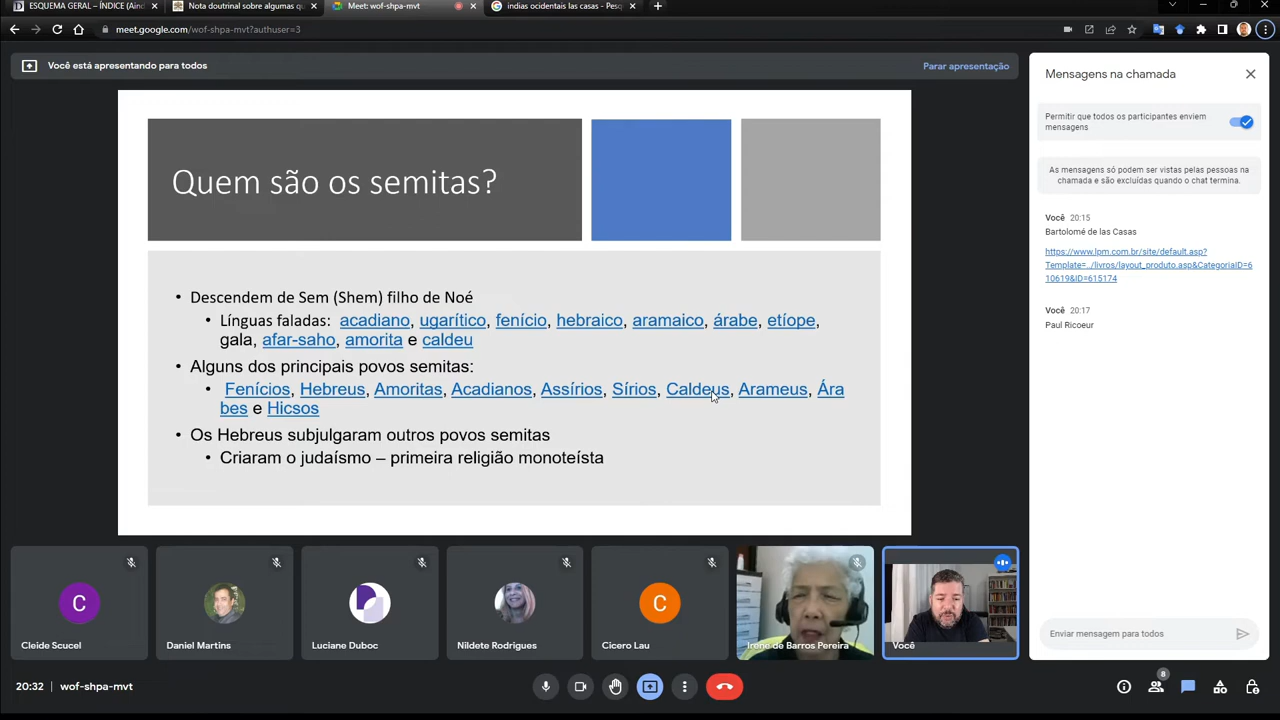 ESQUEMA GERAL – ÍNDICE (Aind
Nota doutrinal sobre algumas qu
Meet: wof-shpa-mvt
indias ocidentais las casas - Pesq
meet.google.com/wof-shpa-mvt?authuser=3
Você está apresentando para todos
Parar apresentação
Quem são os semitas?
• Descendem de Sem (Shem) filho de Noé
• Línguas faladas: acadiano, ugarítico, fenício, hebraico, aramaico, árabe, etíope,
gala, afar-saho, amorita e caldeu
• Alguns dos principais povos semitas:
• Fenícios, Hebreus, Amoritas, Acadianos, Assírios, Sírios, Caldeus, Arameus, Ára
bes e Hicsos
• Os Hebreus subjulgaram outros povos semitas
• Criaram o judaísmo – primeira religião monoteísta
Mensagens na chamada
Permitir que todos os participantes enviem
mensagens
As mensagens só podem ser vistas pelas pessoas na
chamada e são excluídas quando o chat termina.
Você 20:15
Bartolomé de las Casas
https://www.lpm.com.br/site/default.asp?
Template=../livros/layout_produto.asp&CategoriaID=6
10619&ID=615174
Você 20:17
Paul Ricoeur
Enviar mensagem para todos
C
Cleide Scucel
Daniel Martins
Luciane Duboc
Nildete Rodrigues
C
Cicero Lau
Irene de Barros Pereira
Você
20:32 | wof-shpa-mvt
8